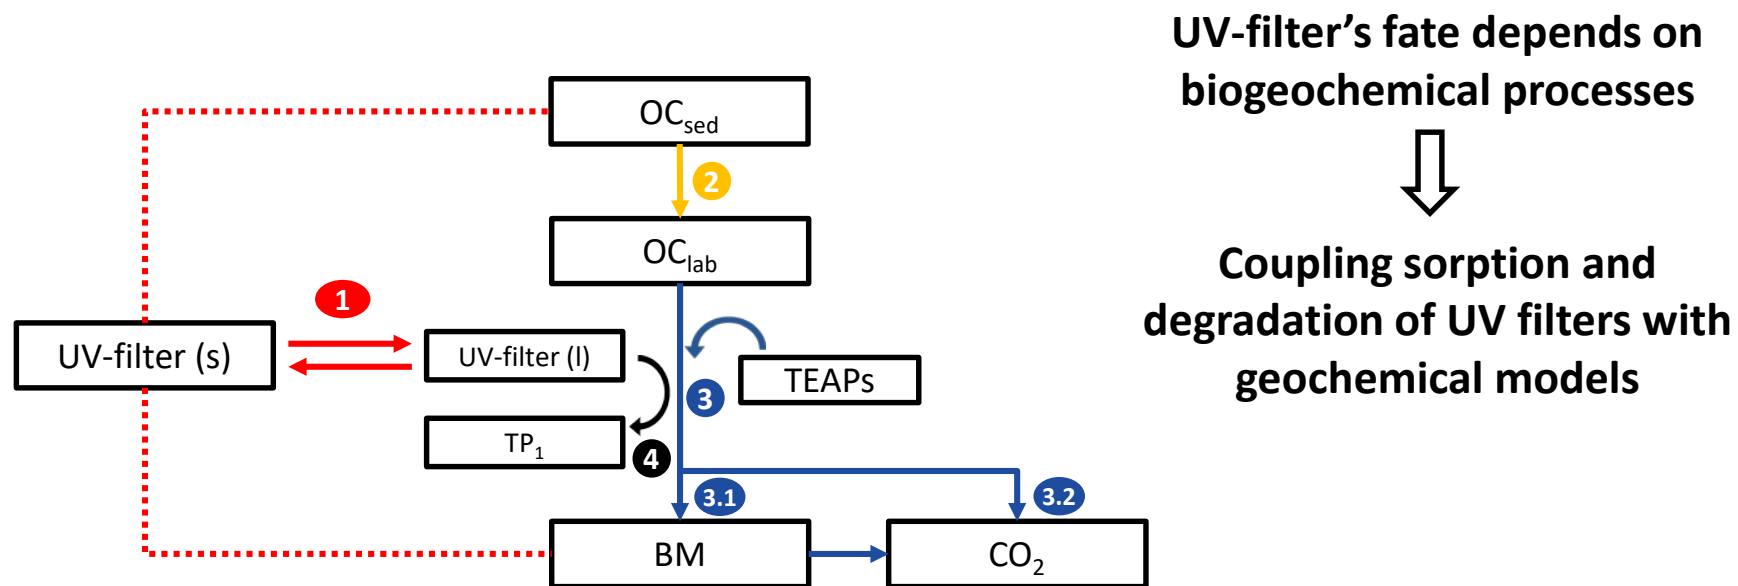 UV-filter’s fate depends on
biogeochemical processes
Coupling sorption and
degradation of UV filters with
geochemical models
OCsed
2
OClab
1
UV-filter (s)
UV-filter (l)
TEAPs
3
TP1
4
3.1
3.2
BM
CO2